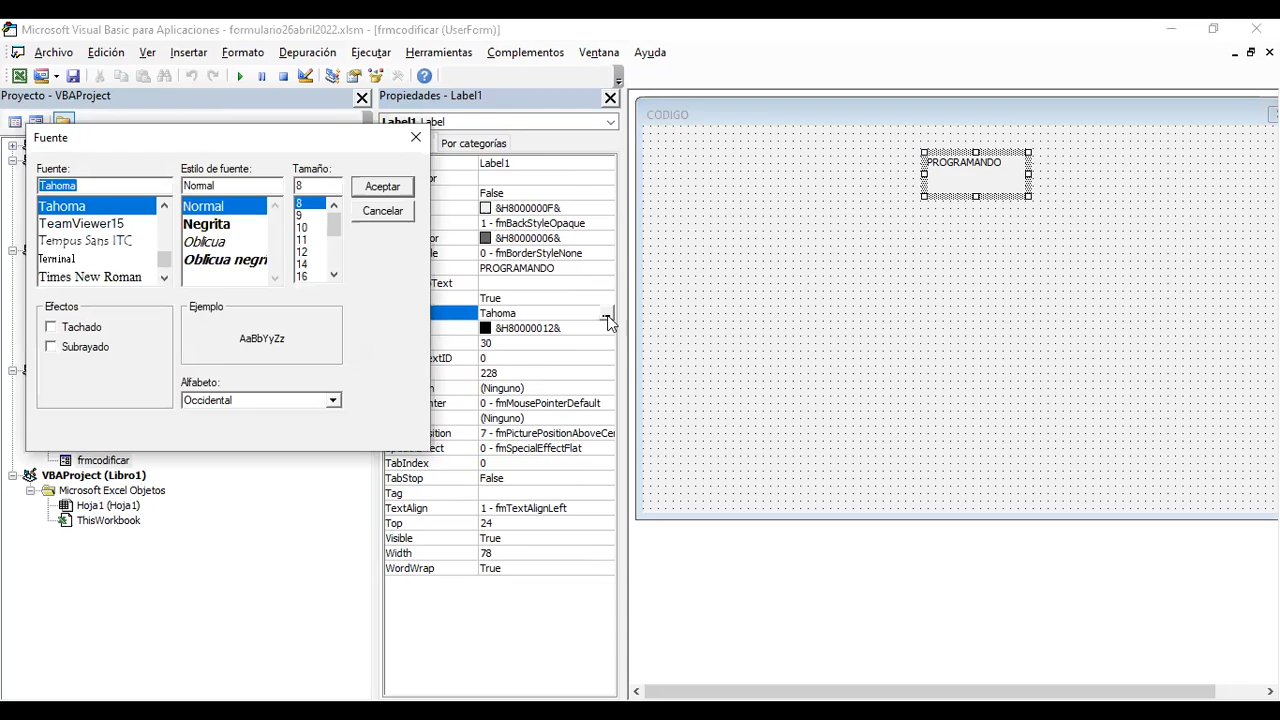 Microsoft Visual Basic para Aplicaciones - formulario26abril2022.xlsm - [frmcodificar (UserForm)]
Archivo Edición Ver Insertar Formato Depuración Ejecutar Herramientas Complementos Ventana Ayuda
Proyecto - VBAProject
Propiedades - Label1
Label1 Label
Por categorías
CODIGO
PROGRAMANDO
Fuente
Fuente:
Estilo de fuente:
Tamaño:
Tahoma
Normal
8
Aceptar
Cancelar
Tahoma
TeamViewer15
Tempus Sans ITC
Terminal
Times New Roman
Normal
Negrita
Oblicua
Oblicua negri
8
9
10
11
12
14
16
Efectos
Tachado
Subrayado
Ejemplo
AaBbYyZz
Alfabeto:
Occidental
Label1
False
&H8000000F&
1 - fmBackStyleOpaque
&H80000006&
0 - fmBorderStyleNone
PROGRAMANDO
True
Tahoma
&H80000012&
30
0
228
(Ninguno)
0 - fmMousePointerDefault
(Ninguno)
7 - fmPicturePositionAboveCe
0 - fmSpecialEffectFlat
TabIndex 0
TabStop False
Tag
TextAlign 1 - fmTextAlignLeft
Top 24
Visible True
Width 78
WordWrap True
frmcodificar
VBAProject (Libro1)
Microsoft Excel Objetos
Hoja1 (Hoja1)
ThisWorkbook